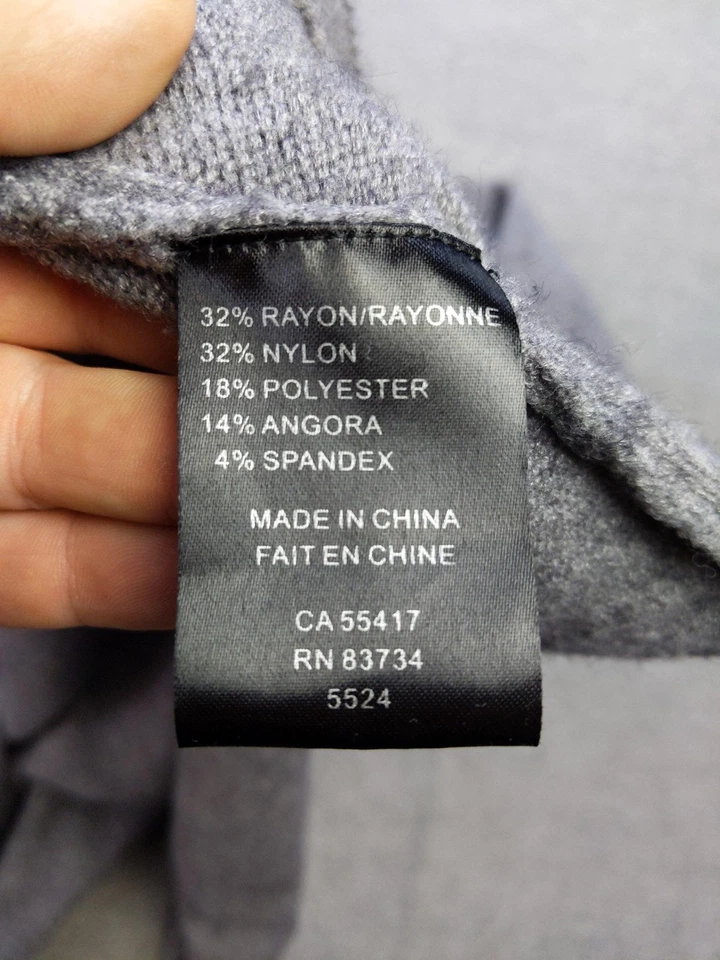 32% RAYON/RAYONNE
32% NYLON
18% POLYESTER
14% ANGORA
4% SPANDEX
MADE IN CHINA
FAIT EN CHINE
CA 55417
RN 83734
5524